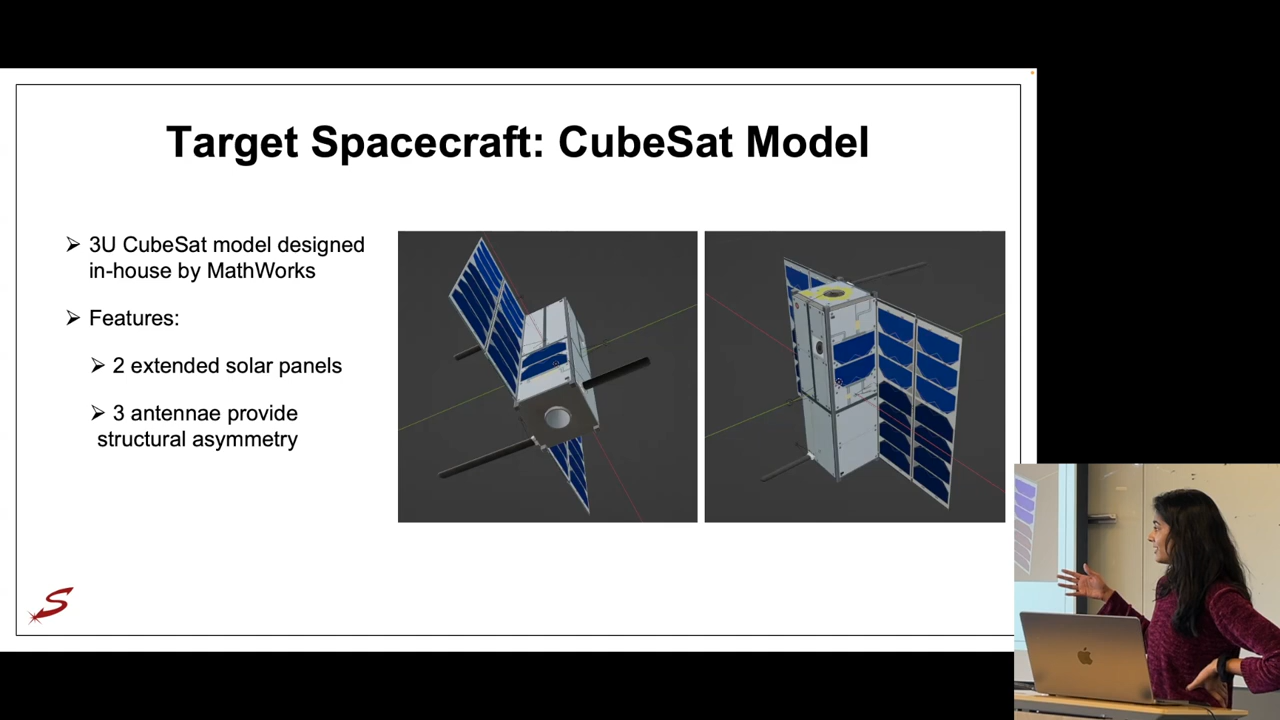 Target Spacecraft: CubeSat Model
➢ 3U CubeSat model designed
in-house by MathWorks
➢ Features:
➢ 2 extended solar panels
➢ 3 antennae provide
structural asymmetry
S